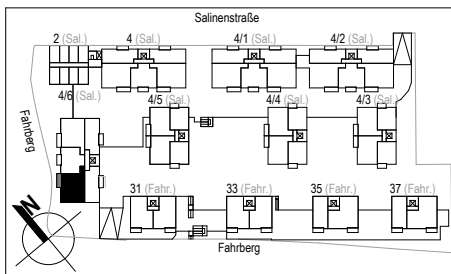 Salinenstraße
2 (Sal.) 4 (Sal.) 4/1 (Sal.) 4/2 (Sal.)
4/6 (Sal.) 4/5 (Sal.) 4/4 (Sal.) 4/3 (Sal.)
Fahrberg
31 (Fahr.) 33 (Fahr.) 35 (Fahr.) 37 (Fahr.)
N
Fahrberg